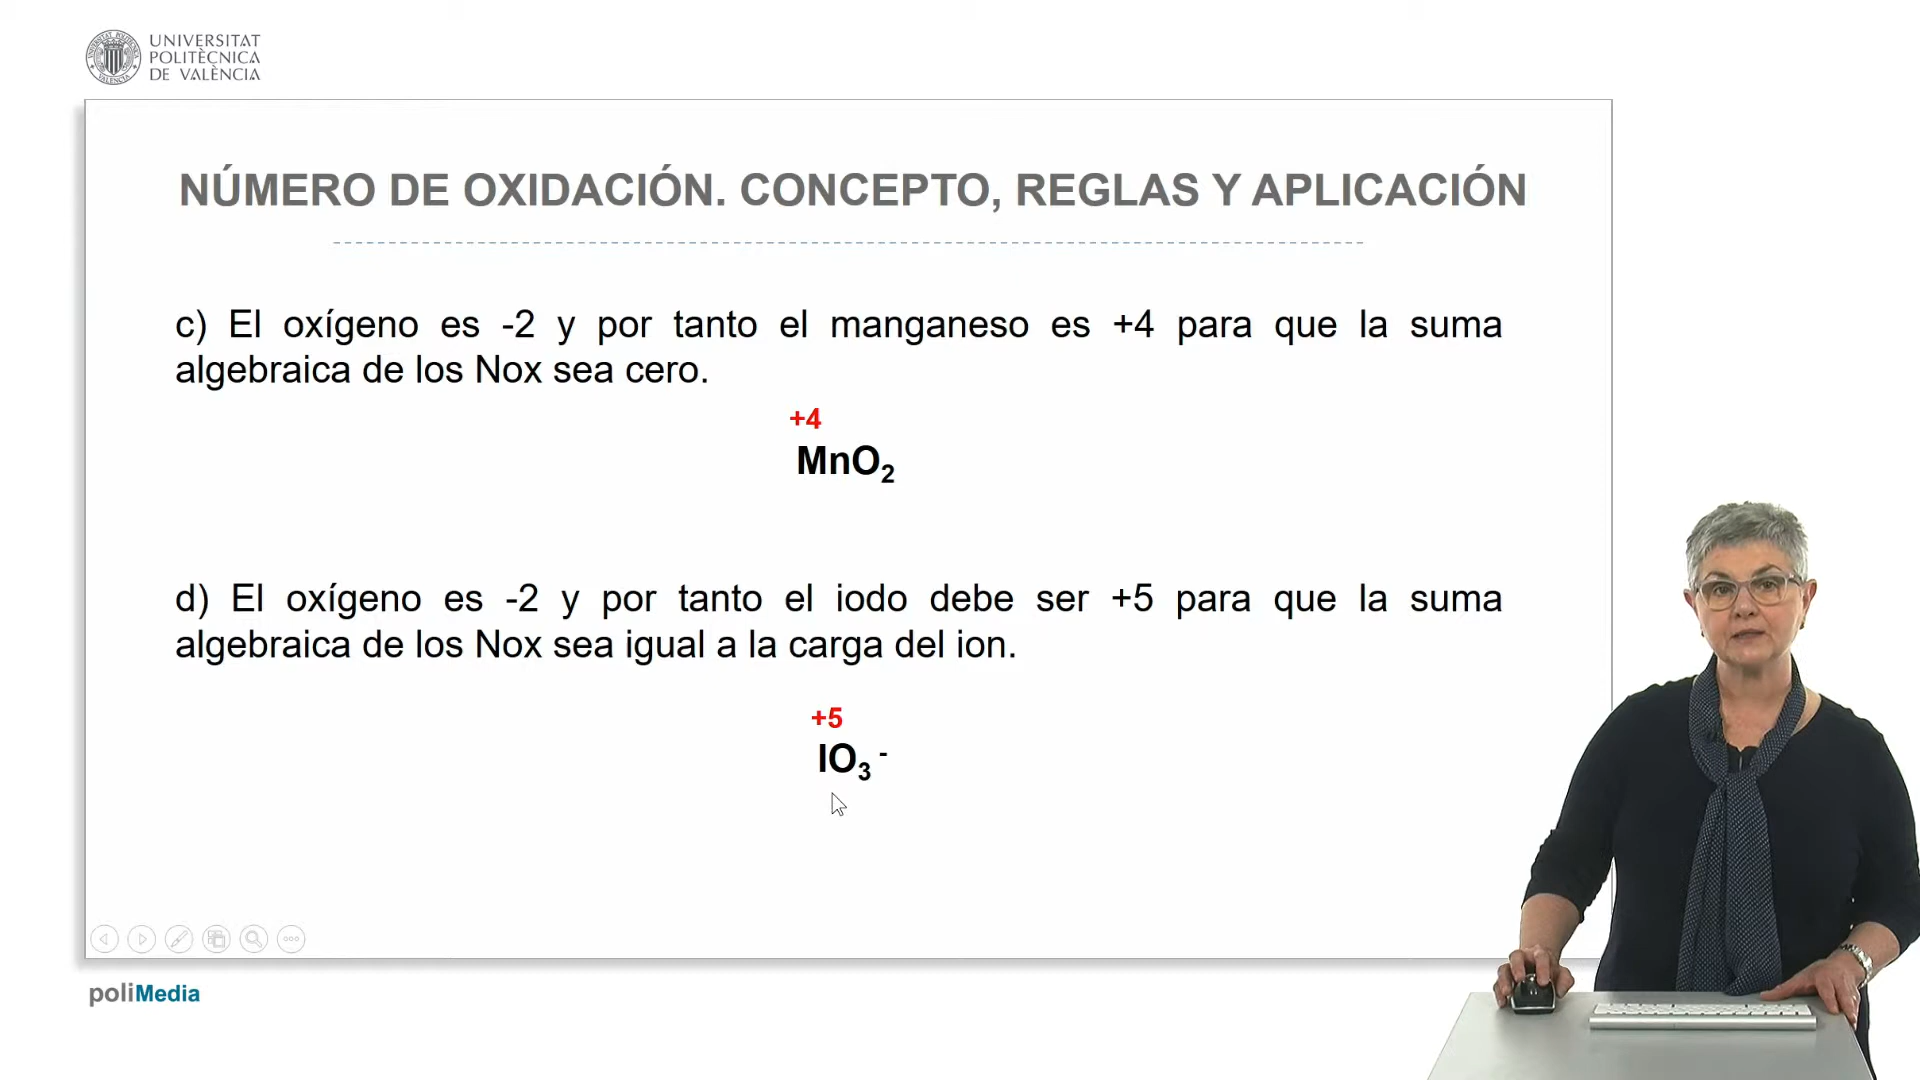 UNIVERSITAT
POLITÈCNICA
DE VALÈNCIA
NÚMERO DE OXIDACIÓN. CONCEPTO, REGLAS Y APLICACIÓN
c) El oxígeno es -2 y por tanto el manganeso es +4 para que la suma
algebraica de los Nox sea cero.
+4
MnO₂
d) El oxígeno es -2 y por tanto el iodo debe ser +5 para que la suma
algebraica de los Nox sea igual a la carga del ion.
+5
IO₃ -
poliMedia